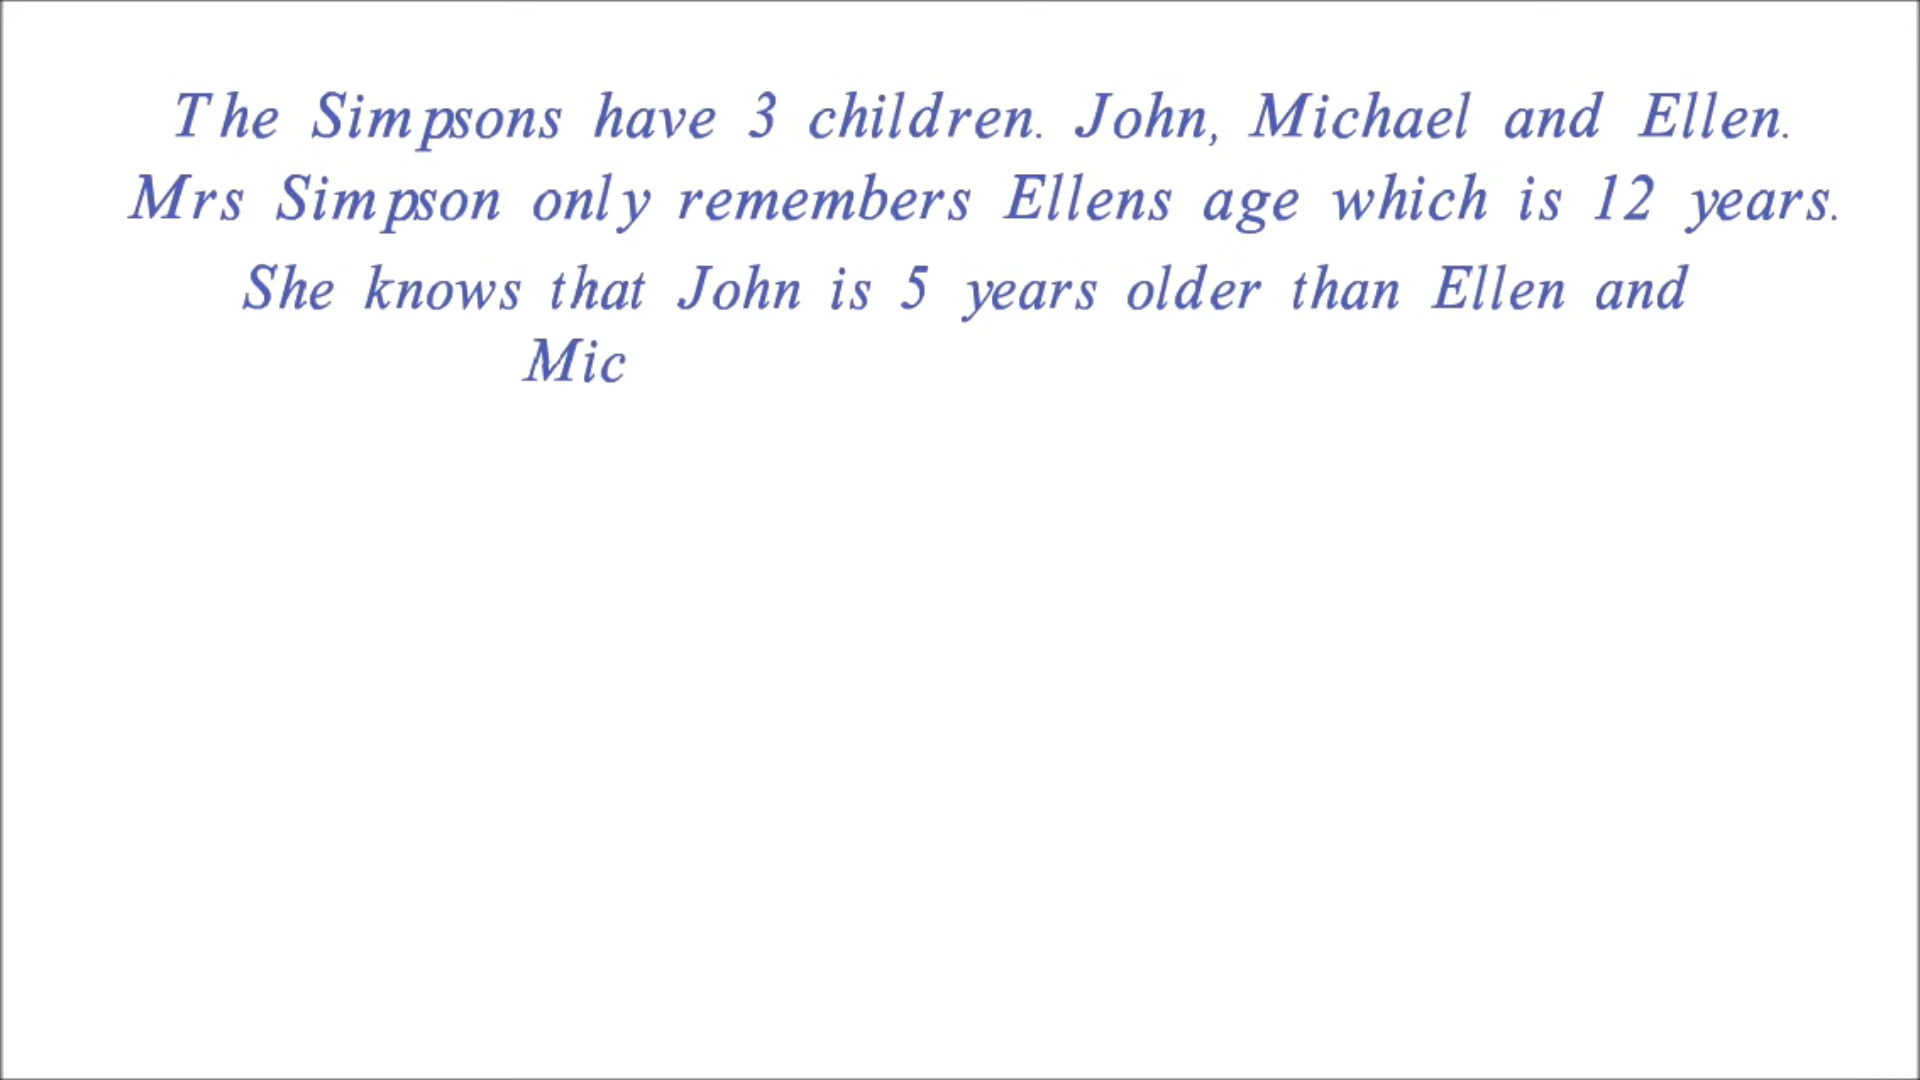 The Simpsons have 3 children. John, Michael and Ellen.
Mrs Simpson only remembers Ellens age which is 12 years.
She knows that John is 5 years older than Ellen and
Mic